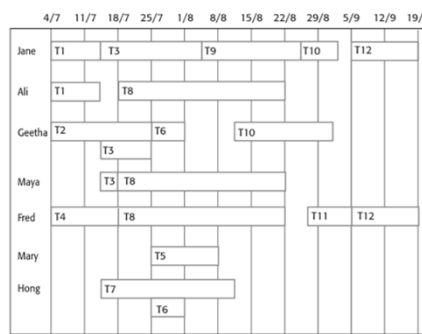 4/7 11/7 18/7 25/7 1/8 8/8 15/8 22/8 29/8 5/9 12/9 19/
Jane T1 T3 T9 T10 T12
Ali T1 T8
Geetha T2 T6 T10
T3
Maya T3 T8
Fred T4 T8 T11 T12
Mary T5
Hong T7
T6